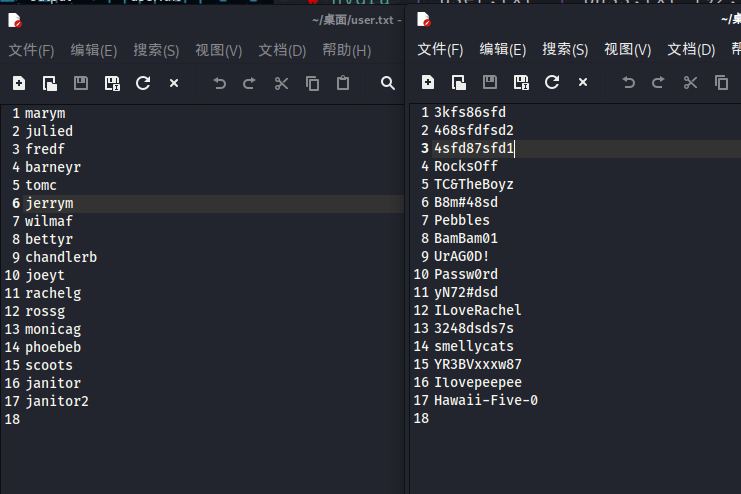 ~/桌面/user.txt -
文件(F) 编辑(E) 搜索(S) 视图(V) 文档(D) 帮助(H)
1 marym
2 julied
3 fredf
4 barneyr
5 tomc
6 jerrym
7 wilmaf
8 bettyr
9 chandlerb
10 joeyt
11 rachelg
12 rossg
13 monicag
14 phoebeb
15 scoots
16 janitor
17 janitor2
18
~/桌
文件(F) 编辑(E) 搜索(S) 视图(V) 文档(D) 帮
1 3kfs86sfd
2 468sfdfsd2
3 4sfd87sfd1
4 RocksOff
5 TC&TheBoyz
6 B8m#48sd
7 Pebbles
8 BamBam01
9 UrAG0D!
10 Passw0rd
11 yN72#dsd
12 ILoveRachel
13 3248dsds7s
14 smellycats
15 YR3BVxxxw87
16 Ilovepeepee
17 Hawaii-Five-0
18